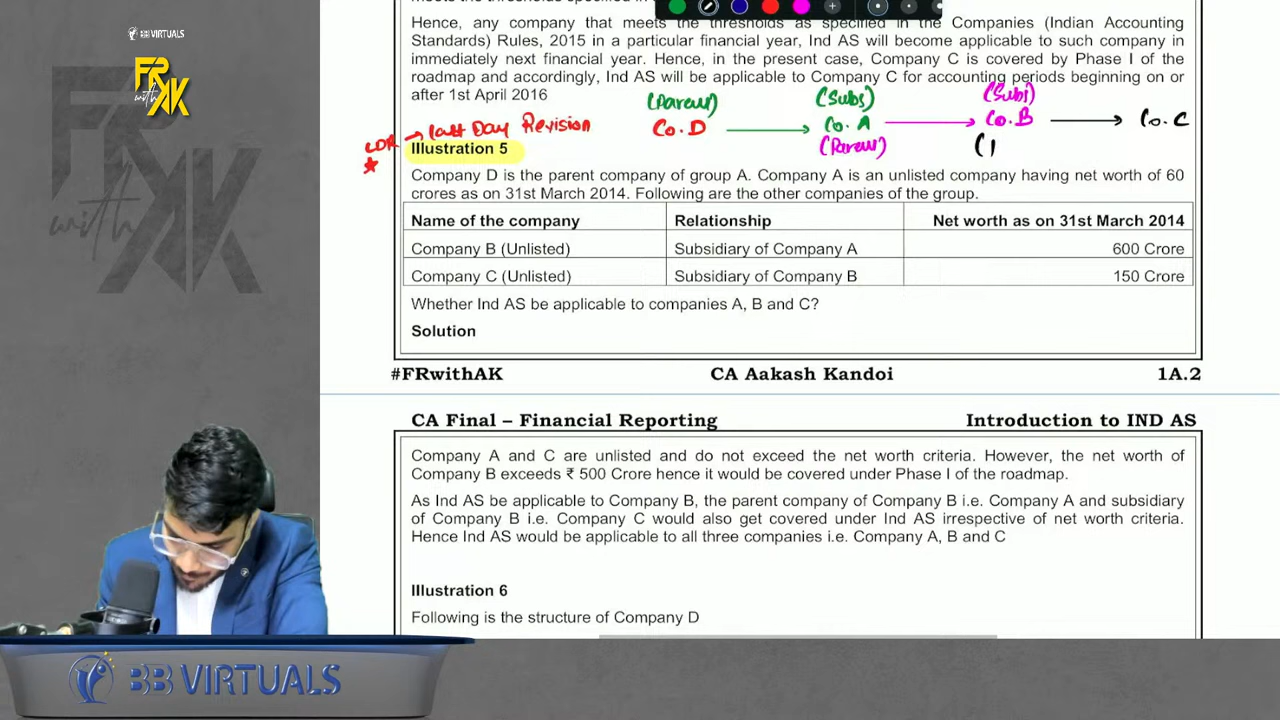 BB VIRTUALS
FR
with
AK
FR
with
AK
Hence, any company that meets the thresholds as specified in the Companies (Indian Accounting
Standards) Rules, 2015 in a particular financial year, Ind AS will become applicable to such company in
immediately next financial year. Hence, in the present case, Company C is covered by Phase I of the
roadmap and accordingly, Ind AS will be applicable to Company C for accounting periods beginning on or
after 1st April 2016
(Parent) (Subs) (Subs)
LDR → Last Day Revision Co. D → Co. A → Co. B → Co. C
(Parent) (
Illustration 5
Company D is the parent company of group A. Company A is an unlisted company having net worth of 60
crores as on 31st March 2014. Following are the other companies of the group.
Name of the company Relationship Net worth as on 31st March 2014
Company B (Unlisted) Subsidiary of Company A 600 Crore
Company C (Unlisted) Subsidiary of Company B 150 Crore
Whether Ind AS be applicable to companies A, B and C?
Solution
#FRwithAK CA Aakash Kandoi 1A.2
CA Final – Financial Reporting Introduction to IND AS
Company A and C are unlisted and do not exceed the net worth criteria. However, the net worth of
Company B exceeds ₹ 500 Crore hence it would be covered under Phase I of the roadmap.
As Ind AS be applicable to Company B, the parent company of Company B i.e. Company A and subsidiary
of Company B i.e. Company C would also get covered under Ind AS irrespective of net worth criteria.
Hence Ind AS would be applicable to all three companies i.e. Company A, B and C
Illustration 6
Following is the structure of Company D
BB VIRTUALS